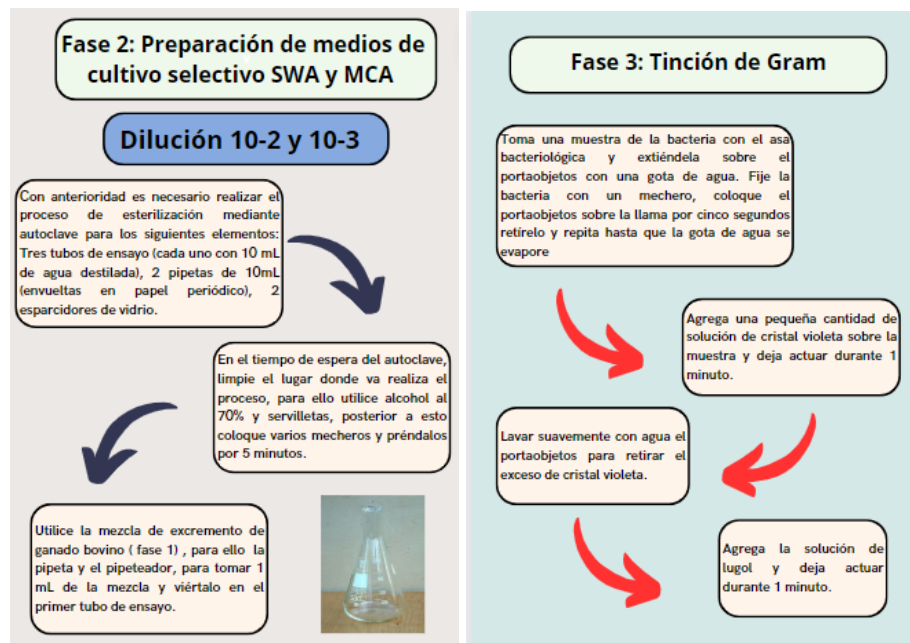 Fase 2: Preparación de medios de
cultivo selectivo SWA y MCA
Dilución 10-2 y 10-3
Con anterioridad es necesario realizar el
proceso de esterilización mediante
autoclave para los siguientes elementos:
Tres tubos de ensayo (cada uno con 10 mL
de agua destilada), 2 pipetas de 10mL
(envueltas en papel periódico), 2
esparcidores de vidrio.
En el tiempo de espera del autoclave,
limpie el lugar donde va realiza el
proceso, para ello utilice alcohol al
70% y servilletas, posterior a esto
coloque varios mecheros y préndalos
por 5 minutos.
Utilice la mezcla de excremento de
ganado bovino ( fase 1) , para ello la
pipeta y el pipeteador, para tomar 1
mL de la mezcla y viértalo en el
primer tubo de ensayo.
Fase 3: Tinción de Gram
Toma una muestra de la bacteria con el asa
bacteriológica y extiéndela sobre el
portaobjetos con una gota de agua. Fije la
bacteria con un mechero, coloque el
portaobjetos sobre la llama por cinco segundos
retírelo y repita hasta que la gota de agua se
evapore
Agrega una pequeña cantidad de
solución de cristal violeta sobre la
muestra y deja actuar durante 1
minuto.
Lavar suavemente con agua el
portaobjetos para retirar el
exceso de cristal violeta.
Agrega la solución de
lugol y deja actuar
durante 1 minuto.